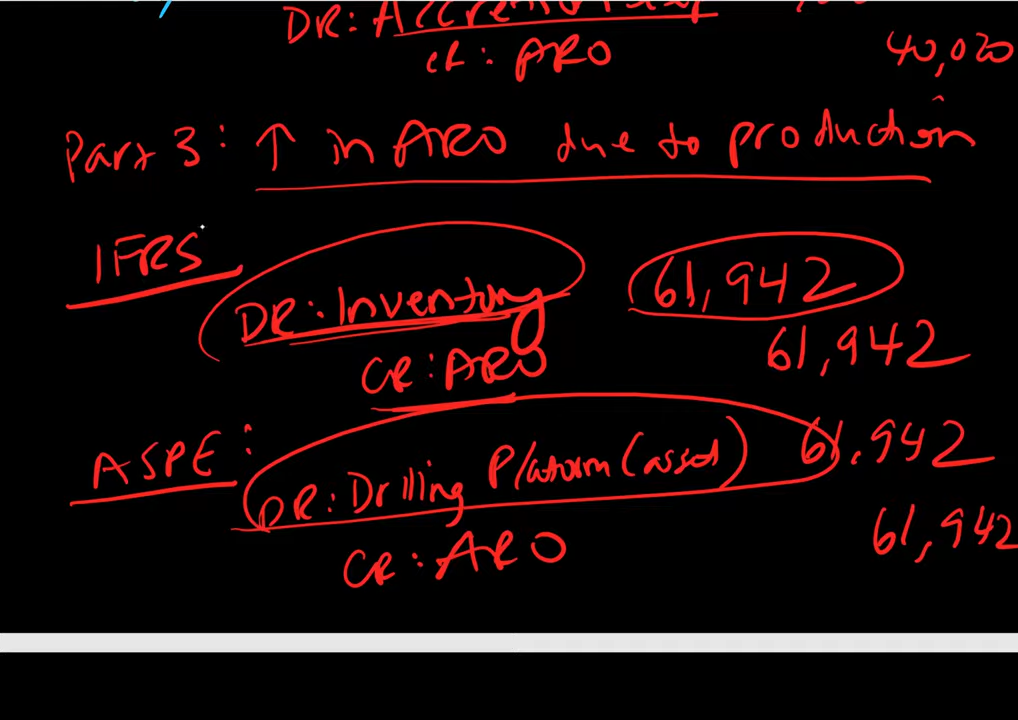 DR: Accretion
CR: ARO 40,020
Part 3: ↑ in ARO due to production
IFRS
DR: Inventory 61,942
CR: ARO 61,942
ASPE:
DR: Drilling Platform (asset) 61,942
CR: ARO 61,942